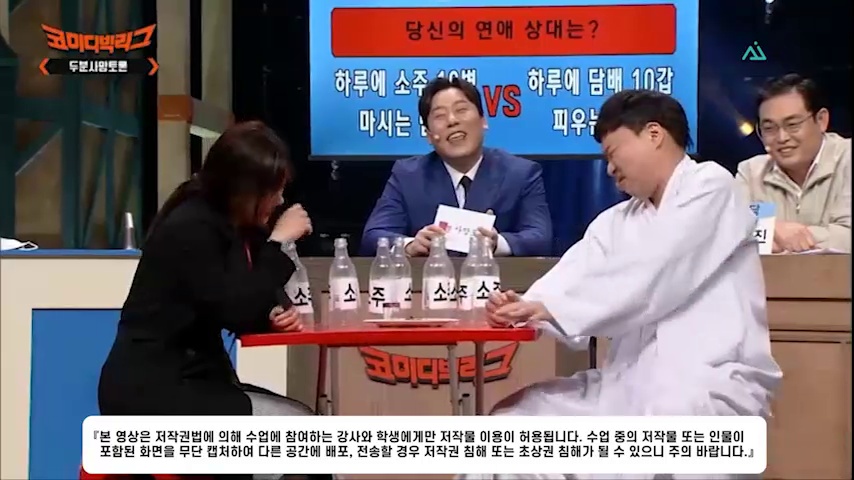 코미디빅리그
두분사망토론
당신의 연애 상대는?
하루에 소주 10병
마시는
VS
하루에 담배 10갑
피우는
소
소
주
소
소
소
소
진
코미디빅리그
『본 영상은 저작권법에 의해 수업에 참여하는 강사와 학생에게만 저작물 이용이 허용됩니다. 수업 중의 저작물 또는 인물이
포함된 화면을 무단 캡처하여 다른 공간에 배포, 전송할 경우 저작권 침해 또는 초상권 침해가 될 수 있으니 주의 바랍니다.』